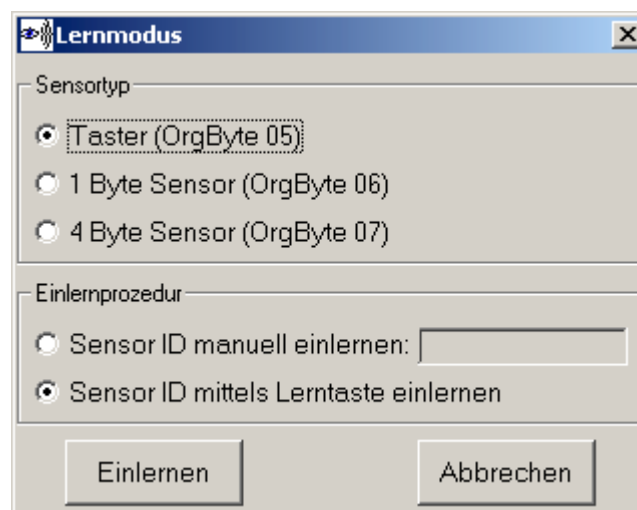 Lernmodus
Sensortyp
Taster (OrgByte 05)
1 Byte Sensor (OrgByte 06)
4 Byte Sensor (OrgByte 07)
Einlernprozedur
Sensor ID manuell einlernen:
Sensor ID mittels Lerntaste einlernen
Einlernen Abbrechen